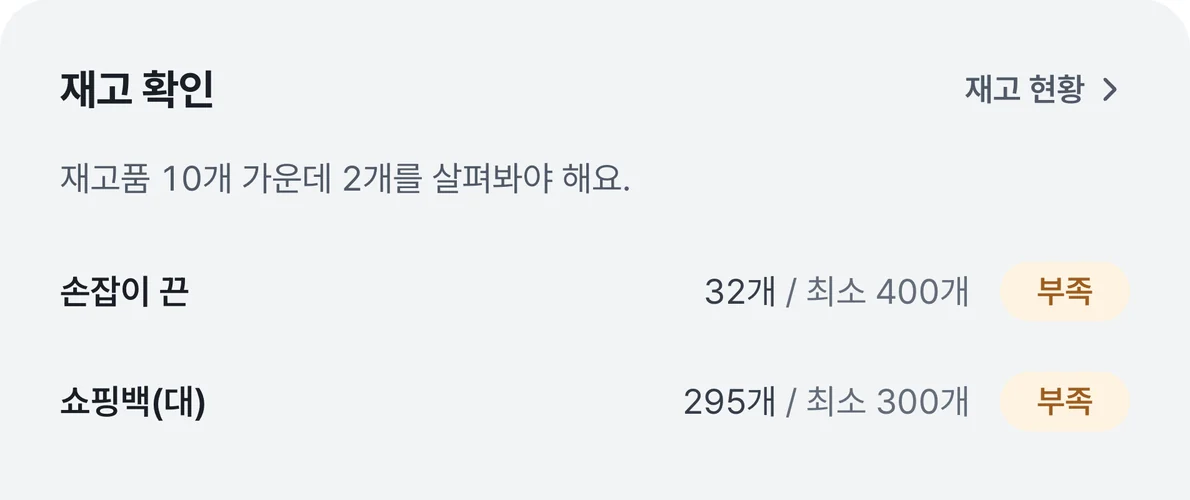 재고 확인
재고 현황
재고품 10개 가운데 2개를 살펴봐야 해요.
손잡이 끈 32개 / 최소 400개 부족
쇼핑백(대) 295개 / 최소 300개 부족